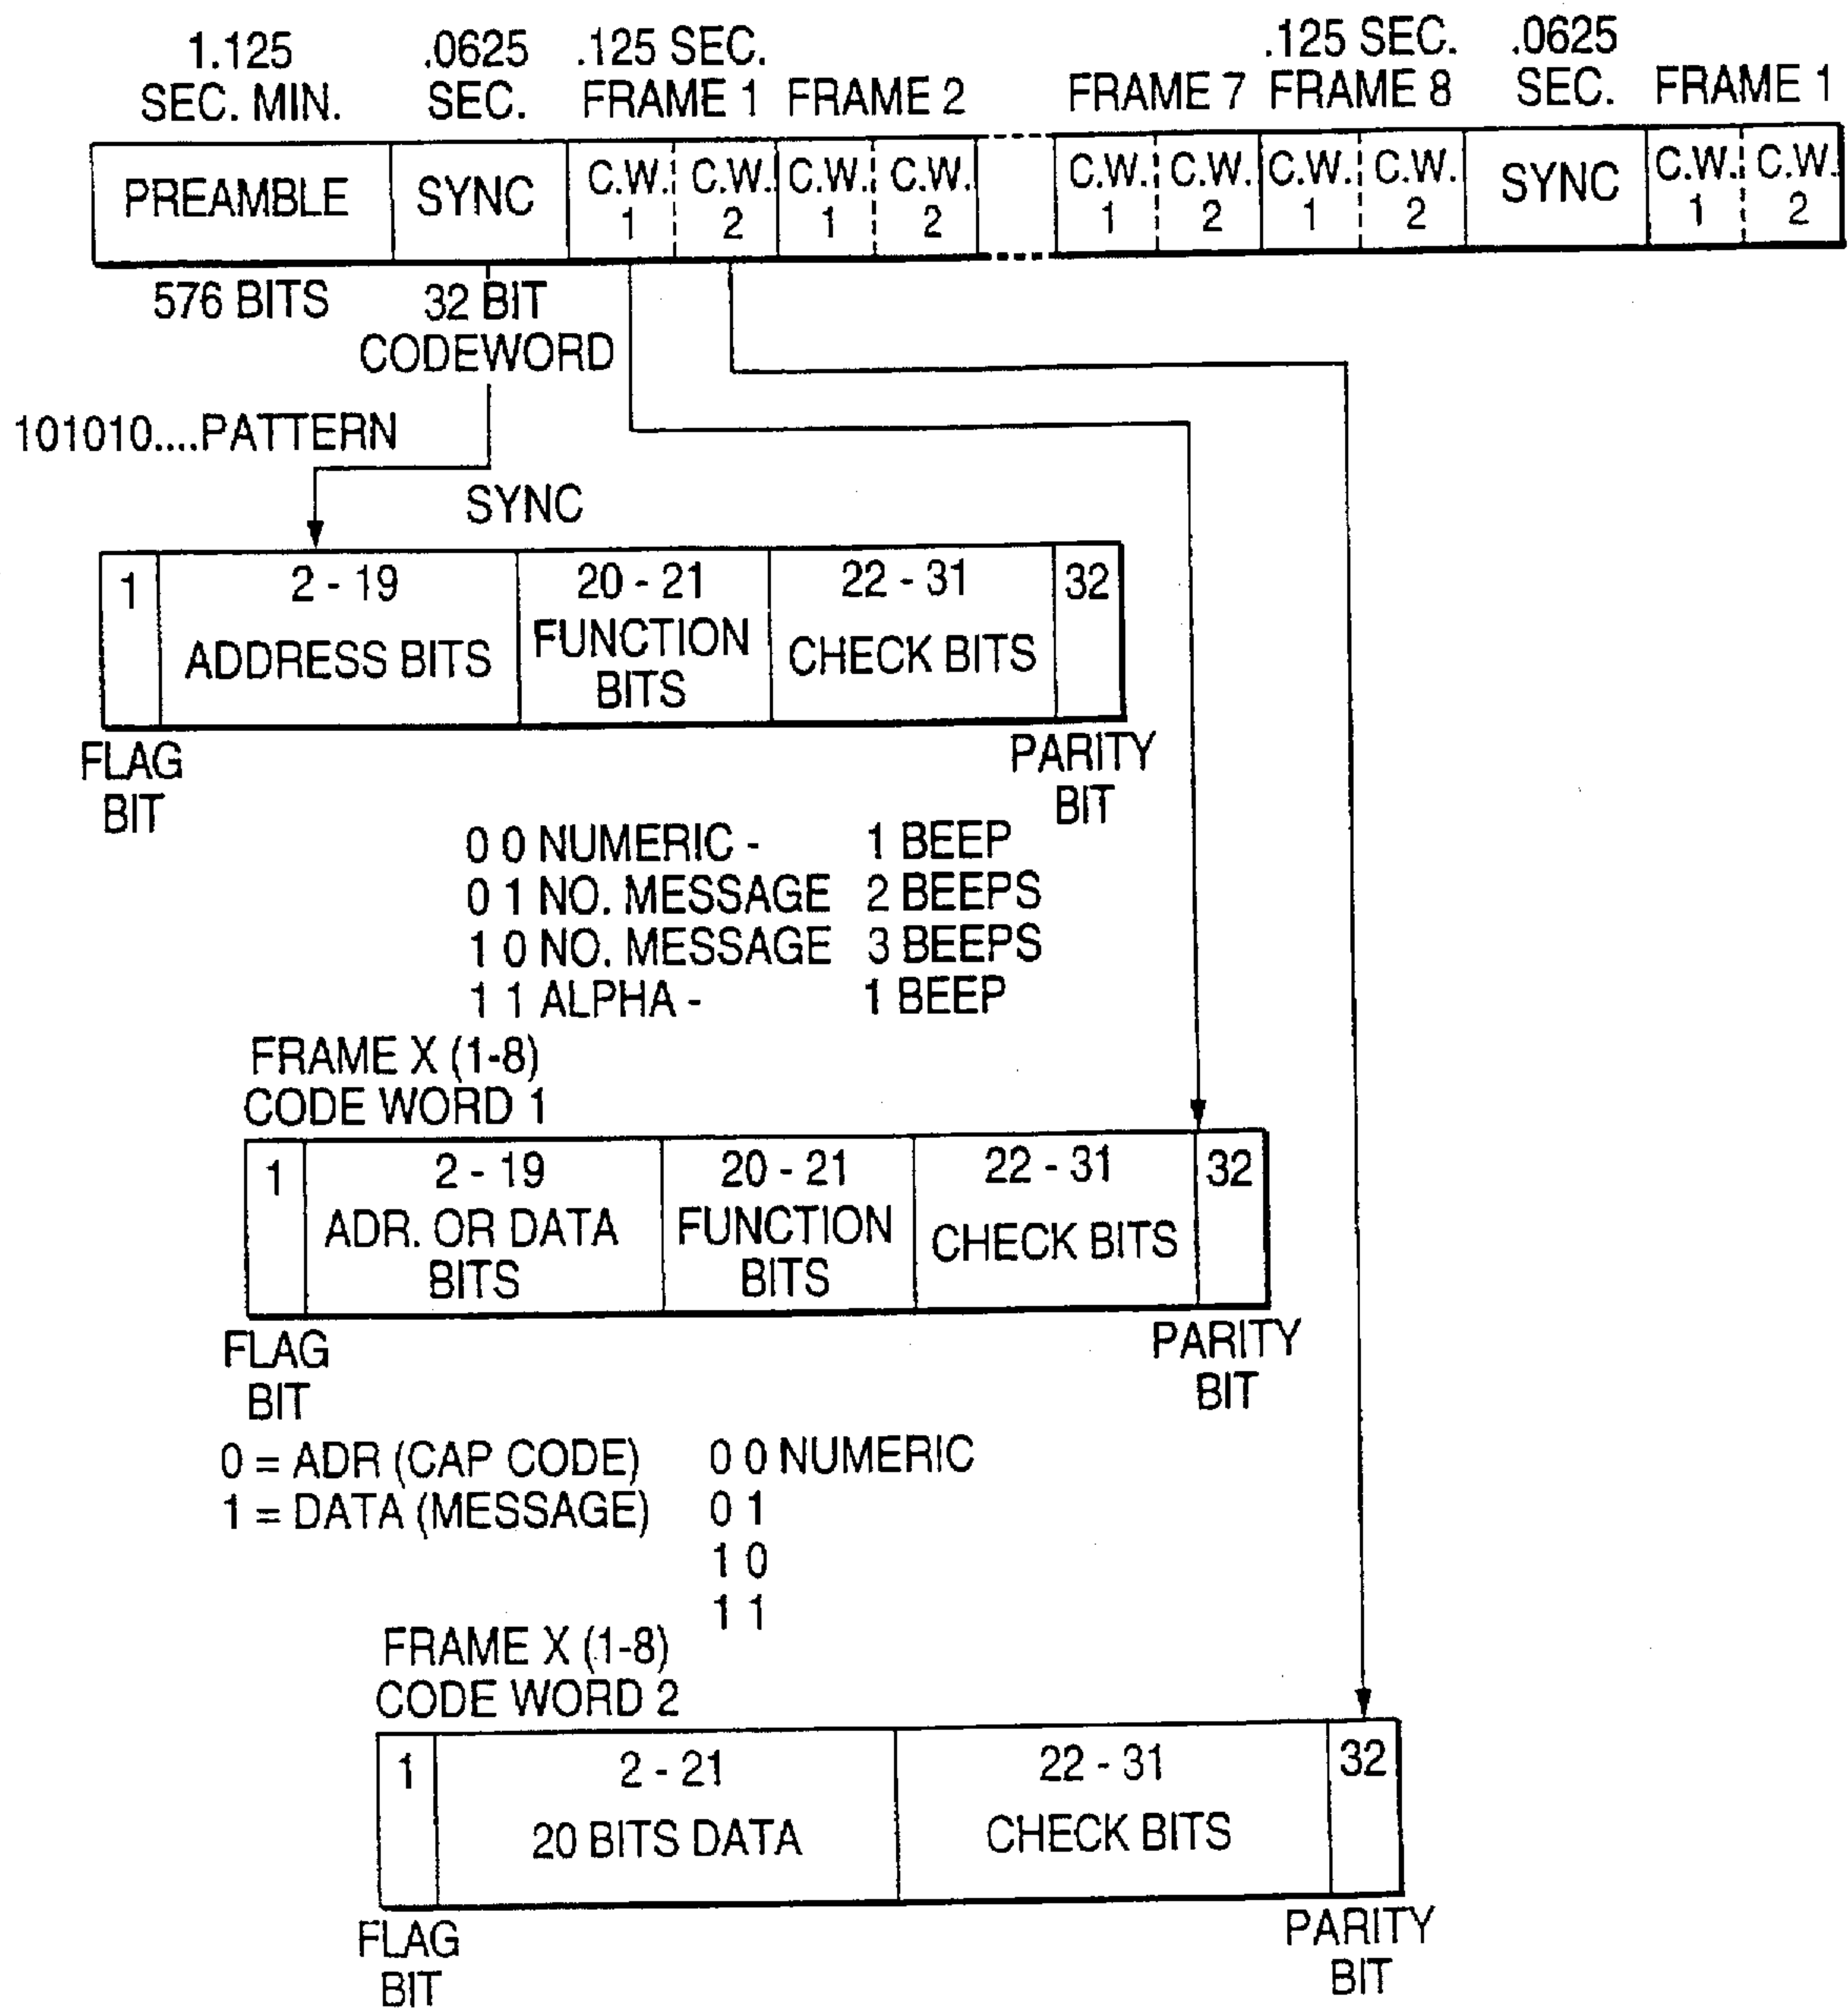 1.125 .0625 .125 SEC. .125 SEC. .0625
SEC. MIN. SEC. FRAME 1 FRAME 2 FRAME 7 FRAME 8 SEC. FRAME 1
PREAMBLE SYNC C.W. 1 C.W. 2 C.W. 1 C.W. 2 C.W. 1 C.W. 2 C.W. 1 C.W. 2 SYNC C.W. 1 C.W. 2
576 BITS 32 BIT
CODEWORD
101010....PATTERN
SYNC
1 2 - 19 20 - 21 22 - 31 32
ADDRESS BITS FUNCTION BITS CHECK BITS
FLAG BIT PARITY BIT
0 0 NUMERIC - 1 BEEP
0 1 NO. MESSAGE 2 BEEPS
1 0 NO. MESSAGE 3 BEEPS
1 1 ALPHA - 1 BEEP
FRAME X (1-8)
CODE WORD 1
1 2 - 19 20 - 21 22 - 31 32
ADR. OR DATA BITS FUNCTION BITS CHECK BITS
FLAG BIT PARITY BIT
0 = ADR (CAP CODE) 0 0 NUMERIC
1 = DATA (MESSAGE) 0 1
1 0
1 1
FRAME X (1-8)
CODE WORD 2
1 2 - 21 22 - 31 32
20 BITS DATA CHECK BITS
FLAG BIT PARITY BIT